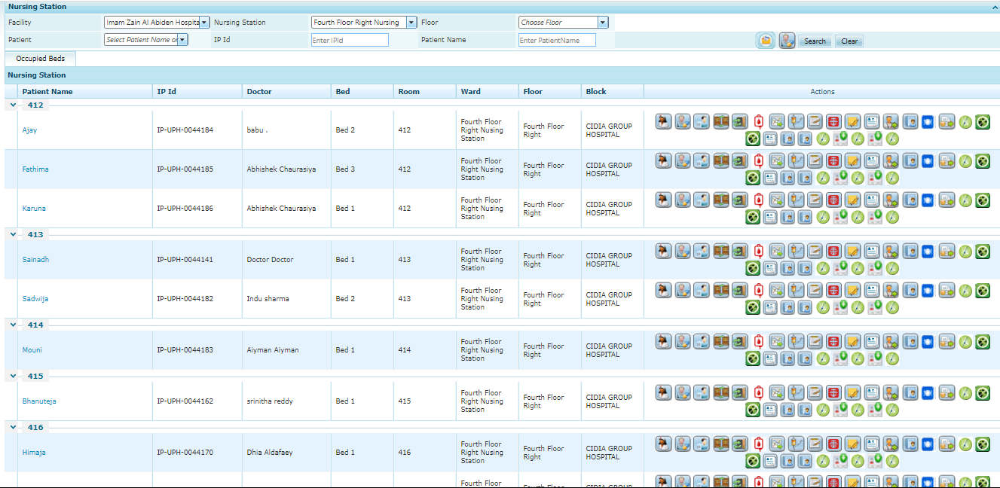 Nursing Station
Facility Imam Zain Al Abiden Hospita Nursing Station Fourth Floor Right Nursing Floor Choose Floor
Patient Select Patient Name or IP Id Enter IPId Patient Name Enter PatientName Search Clear
Occupied Beds
Nursing Station
Patient Name IP Id Doctor Bed Room Ward Floor Block Actions
412
Ajay IP-UPH-0044184 babu . Bed 2 412
Fourth Floor
Right Nusing
Station
Fourth Floor
Right
CIDIA GROUP
HOSPITAL
Fathima IP-UPH-0044185 Abhishek Chaurasiya Bed 3 412
Fourth Floor
Right Nusing
Station
Fourth Floor
Right
CIDIA GROUP
HOSPITAL
Karuna IP-UPH-0044186 Abhishek Chaurasiya Bed 1 412
Fourth Floor
Right Nusing
Station
Fourth Floor
Right
CIDIA GROUP
HOSPITAL
413
Sainadh IP-UPH-0044141 Doctor Doctor Bed 1 413
Fourth Floor
Right Nusing
Station
Fourth Floor
Right
CIDIA GROUP
HOSPITAL
Sadwija IP-UPH-0044182 Indu sharma Bed 2 413
Fourth Floor
Right Nusing
Station
Fourth Floor
Right
CIDIA GROUP
HOSPITAL
414
Mouni IP-UPH-0044183 Aiyman Aiyman Bed 1 414
Fourth Floor
Right Nusing
Station
Fourth Floor
Right
CIDIA GROUP
HOSPITAL
415
Bhanuteja IP-UPH-0044162 srinitha reddy Bed 1 415
Fourth Floor
Right Nusing
Station
Fourth Floor
Right
CIDIA GROUP
HOSPITAL
416
Himaja IP-UPH-0044170 Dhia Aldafaey Bed 1 416
Fourth Floor
Right Nusing
Station
Fourth Floor
Right
CIDIA GROUP
HOSPITAL
Fourth Floor
Fourth Floor
CIDIA GROUP